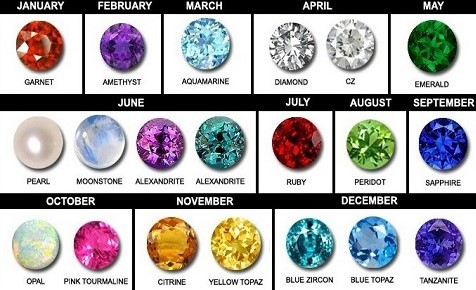 JANUARY FEBRUARY MARCH APRIL MAY
GARNET AMETHYST AQUAMARINE DIAMOND CZ EMERALD
JUNE JULY AUGUST SEPTEMBER
PEARL MOONSTONE ALEXANDRITE ALEXANDRITE RUBY PERIDOT SAPPHIRE
OCTOBER NOVEMBER DECEMBER
OPAL PINK TOURMALINE CITRINE YELLOW TOPAZ BLUE ZIRCON BLUE TOPAZ TANZANITE